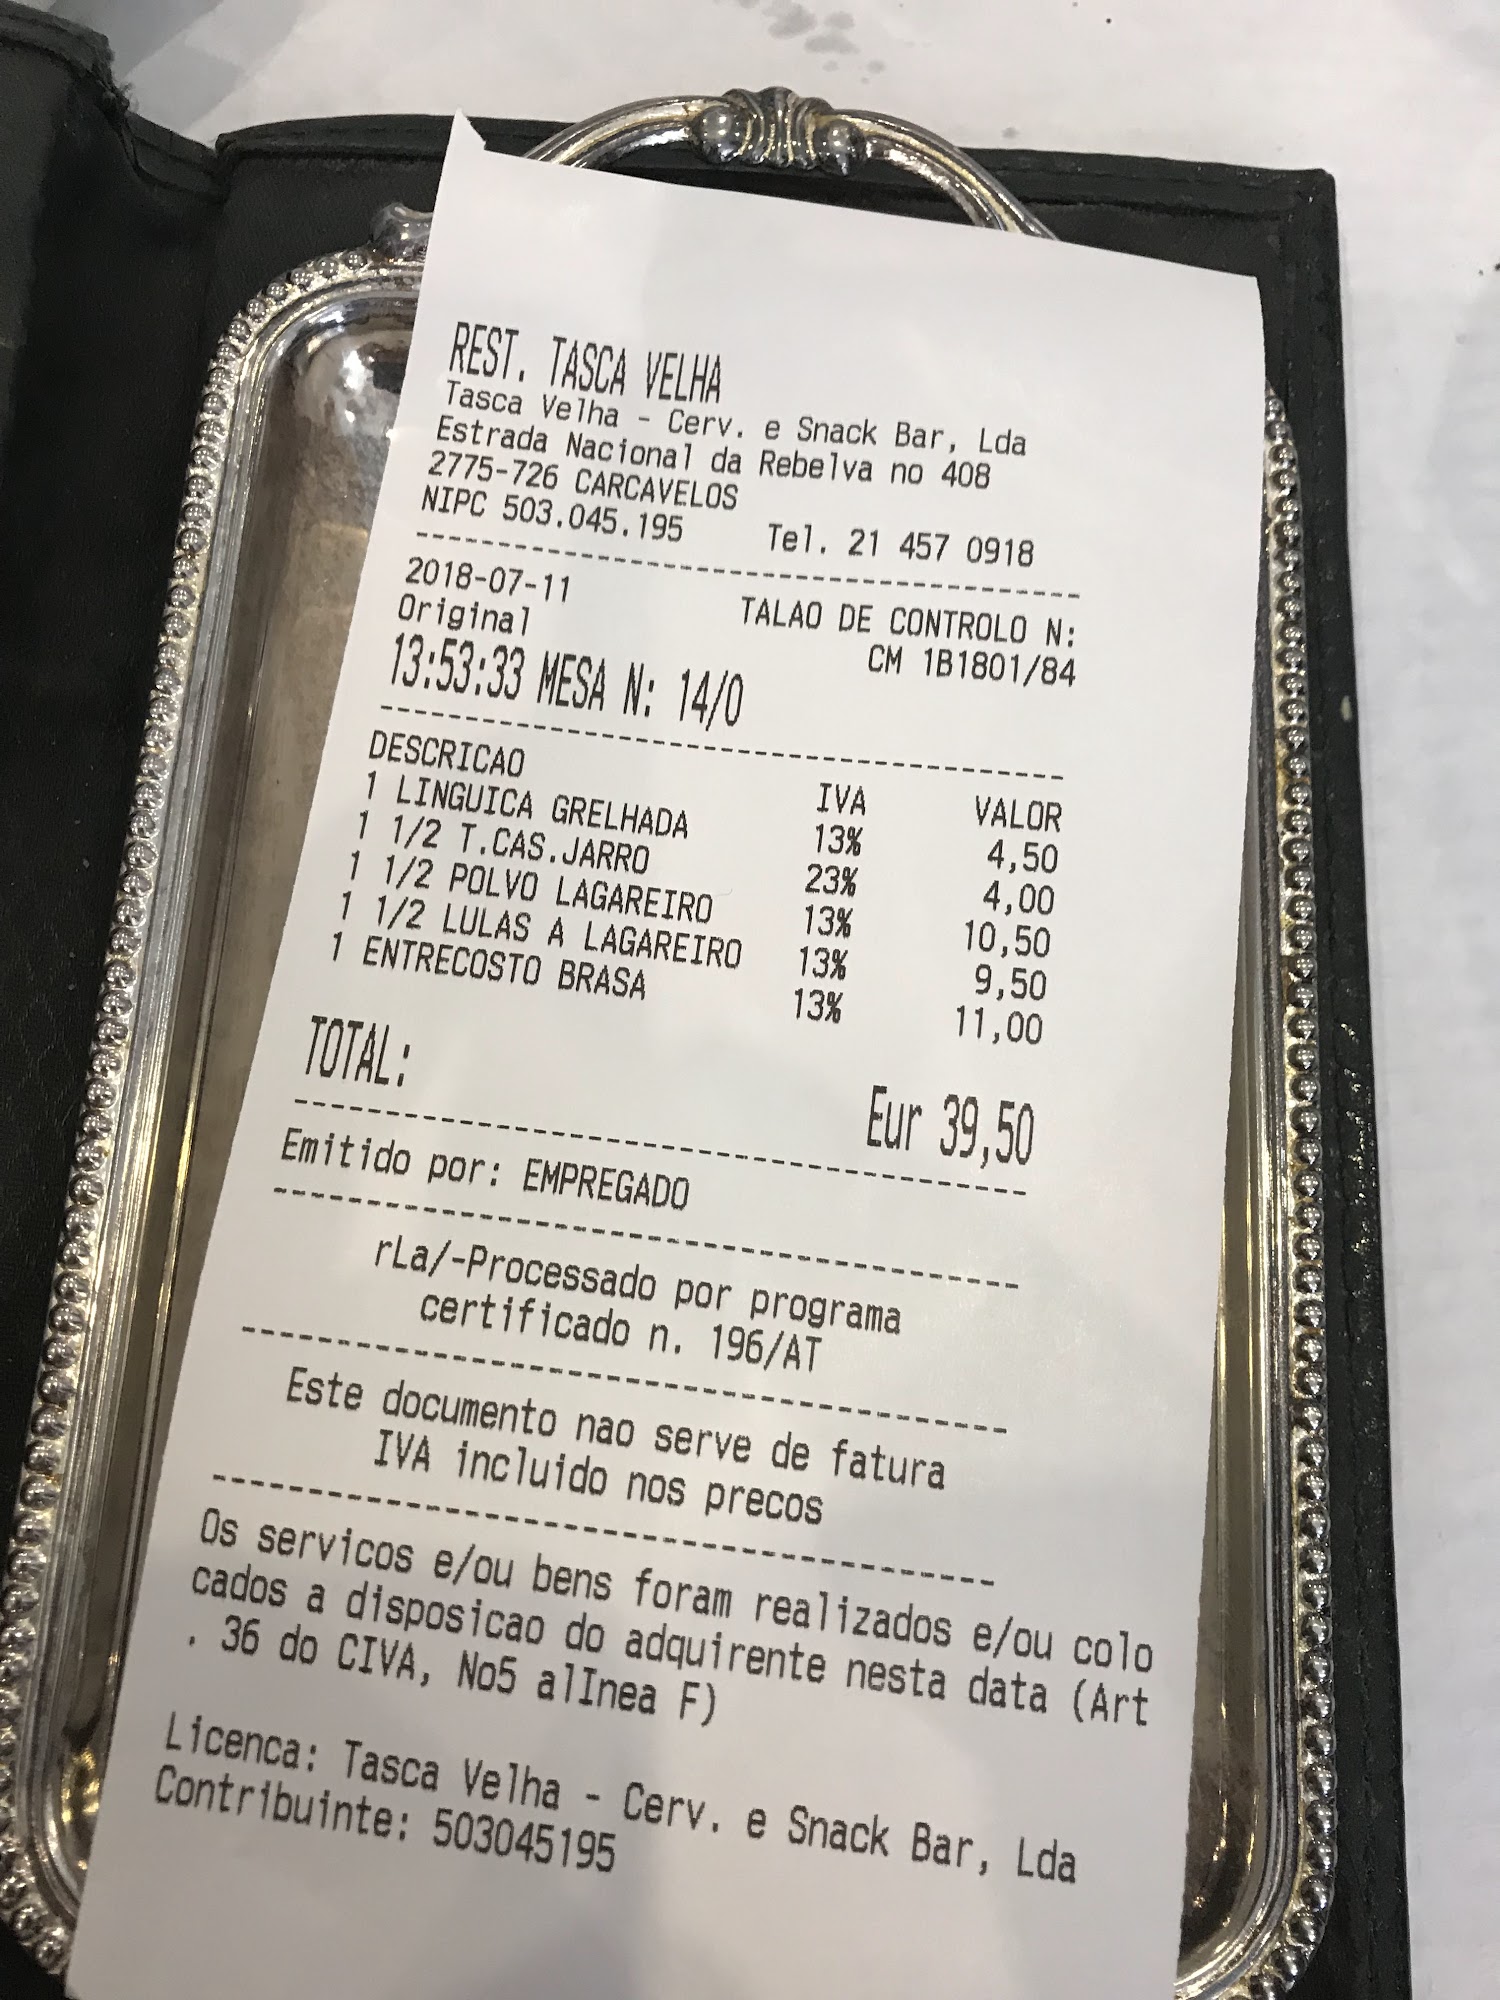 REST. TASCA VELHA
Tasca Velha - Cerv. e Snack Bar, Lda
Estrada Nacional da Rebelva no 408
2775-726 CARCAVELOS
NIPC 503.045.195 Tel. 21 457 0918
2018-07-11 TALAO DE CONTROLO N:
Original CM 1B1801/84
13:53:33 MESA N: 14/0
DESCRICAO IVA VALOR
1 LINGUICA GRELHADA 13% 4,50
1 1/2 T.CAS.JARRO 23% 4,00
1 1/2 POLVO LAGAREIRO 13% 10,50
1 1/2 LULAS A LAGAREIRO 13% 9,50
1 ENTRECOSTO BRASA 13% 11,00
TOTAL: Eur 39,50
Emitido por: EMPREGADO
rLa/-Processado por programa
certificado n. 196/AT
Este documento nao serve de fatura
IVA incluido nos precos
Os servicos e/ou bens foram realizados e/ou colo
cados a disposicao do adquirente nesta data (Art
. 36 do CIVA, No5 alInea F)
Licenca: Tasca Velha - Cerv. e Snack Bar, Lda
Contribuinte: 503045195